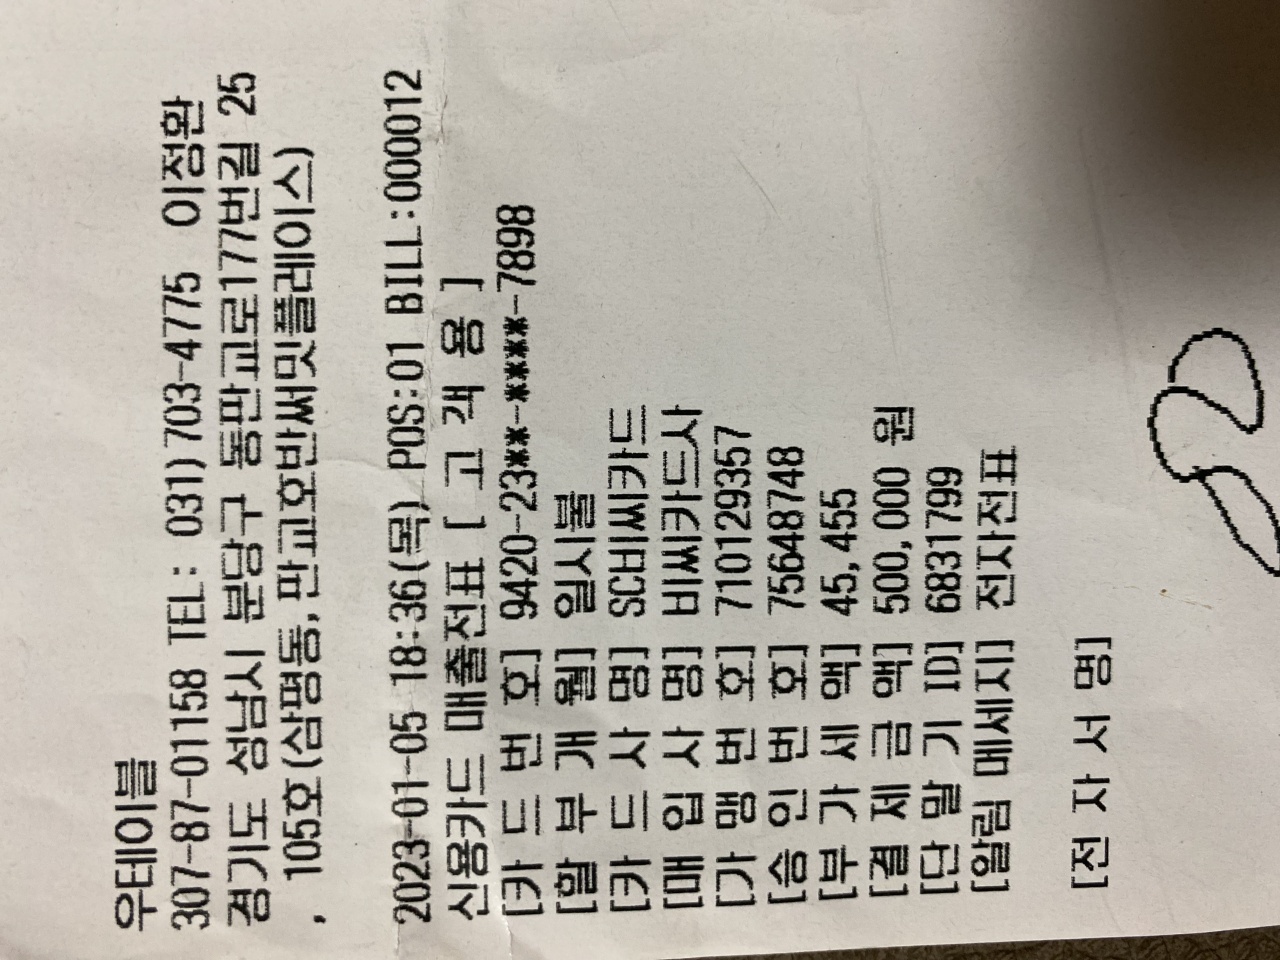 우테이블
307-87-01158 TEL: 031)703-4775 이정환
경기도 성남시 분당구 동판교로177번길 25
, 105호(삼평동,판교호반써밋플레이스)
2023-01-05 18:36(목) POS:01 BILL:000012
신용카드 매출전표 [ 고 객 용 ]
[카 드 번 호] 9420-23**-****-7898
[할 부 개 월] 일시불
[카 드 사 명] SC비씨카드
[매 입 사 명] 비씨카드사
[가 맹 번 호] 710129357
[승 인 번 호] 75648748
[부 가 세 액] 45,455
[결 제 금 액] 500,000 원
[단 말 기 ID] 6831799
[알림 메세지] 전자전표
[전 자 서 명]